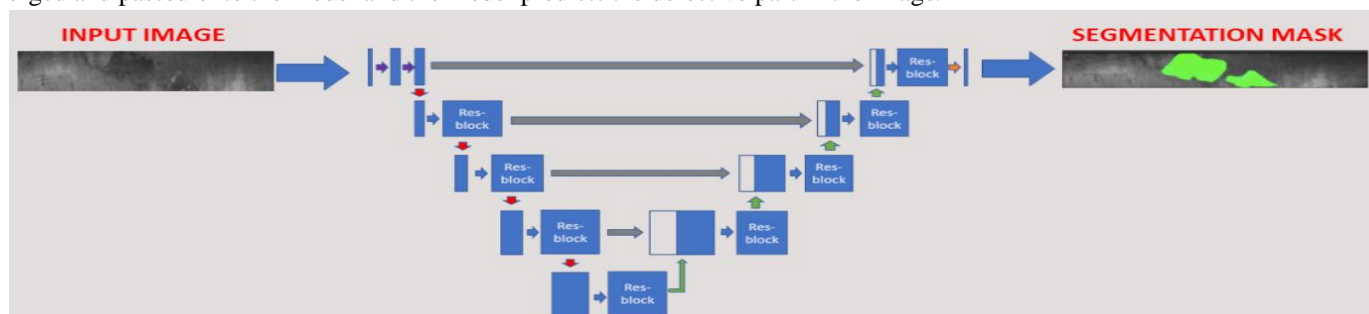 INPUT IMAGE
SEGMENTATION MASK
Res-
block
Res-
block
Res-
block
Res-
block
Res-
block
Res-
block
Res-
block
Res-
block
Res-
block